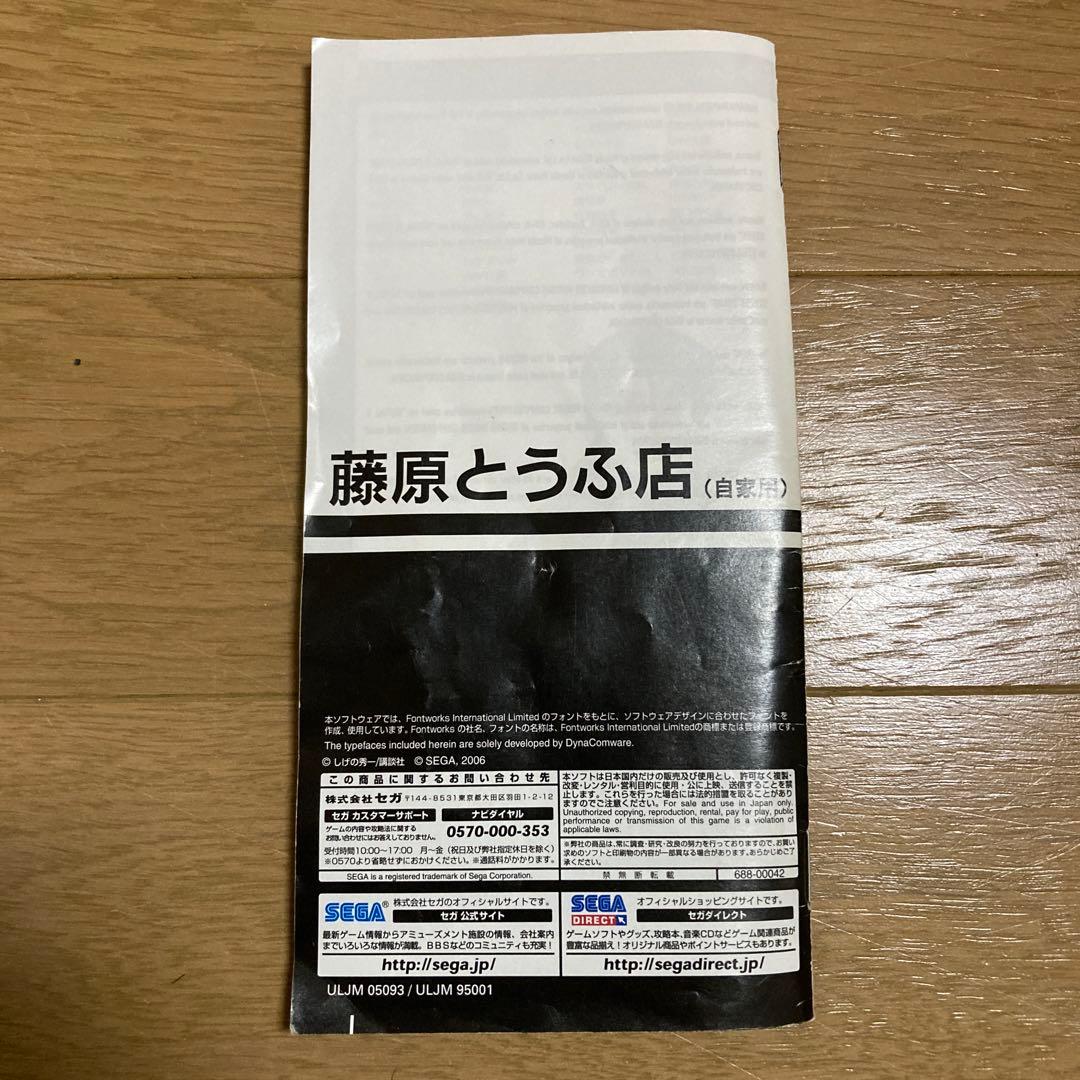 藤原とうふ店(自家用)
本ソフトウェアでは、Fontworks International Limited のフォントをもとに、ソフトウェアデザインに合わせたフォントを
作成、使用しています。Fontworks の社名、フォントの名称は、Fontworks International Limitedの商標または登録商標です。
The typefaces included herein are solely developed by DynaComware.
© しげの秀一/講談社 © SEGA, 2006
この商品に関するお問い合わせ先
株式会社セガ 〒144-8531 東京都大田区羽田1-2-12
セガ カスタマーサポート ナビダイヤル
ゲームの内容や攻略法に関する
お問い合わせにはお答えしておりません。 0570-000-353
受付時間10:00〜17:00 月〜金(祝日及び弊社指定休日を除く)
※0570より省略せずにおかけください。※通話料がかかります。
SEGA is a registered trademark of Sega Corporation.
本ソフトは日本国内だけの販売及び使用とし、許可なく複製・
改変・レンタル・営利目的に使用・公に上映、送信することを禁
止します。これらを行った場合には法的措置を取ることがあり
ますのでご注意ください。For sale and use in Japan only.
Unauthorized copying, reproduction, rental, pay for play, public
performance or transmission of this game is a violation of
applicable laws.
※弊社の商品は、常に調査・研究・改良の努力を行っておりますので、お買い
求めのソフトと印刷物の内容が一部異なる場合があります。あらかじめご了
承ください。
禁無断転載 688-00042
SEGA® 株式会社セガのオフィシャルサイトです。
セガ 公式サイト
最新ゲーム情報からアミューズメント施設の情報、会社案内
までいろいろな情報が満載。BBSなどのコミュニティも充実!
http://sega.jp/
SEGA DIRECT オフィシャルショッピングサイトです。
セガダイレクト
ゲームソフトやグッズ、攻略本、音楽CDなどゲーム関連商品が
豊富な品揃え!オリジナル商品やポイントサービスもあります。
http://segadirect.jp/
ULJM 05093 / ULJM 95001